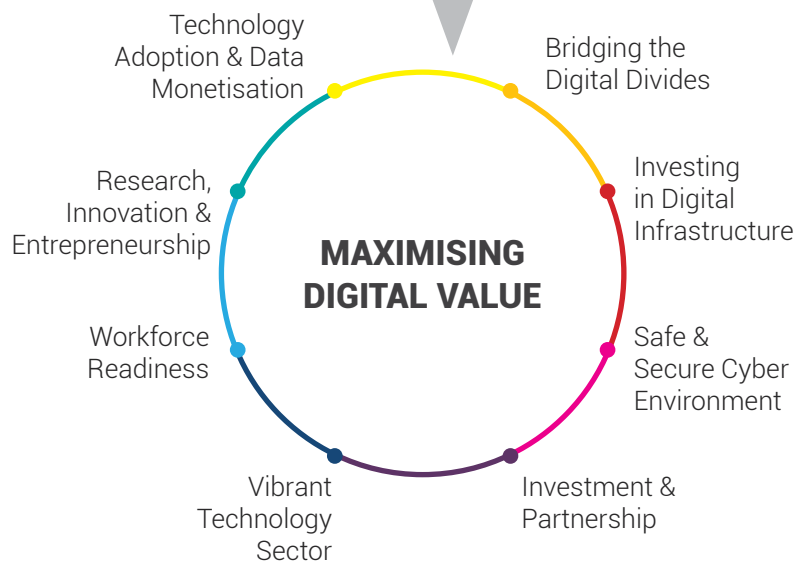 Technology
Adoption & Data
Monetisation
Bridging the
Digital Divides
Research,
Innovation &
Entrepreneurship
Investing
in Digital
Infrastructure
MAXIMISING
DIGITAL VALUE
Workforce
Readiness
Safe &
Secure Cyber
Environment
Vibrant
Technology
Sector
Investment &
Partnership